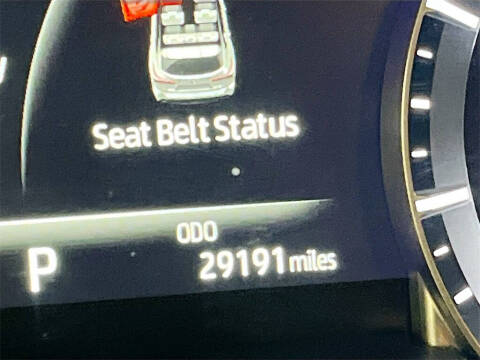 Seat Belt Status
ODO
P 29191 miles